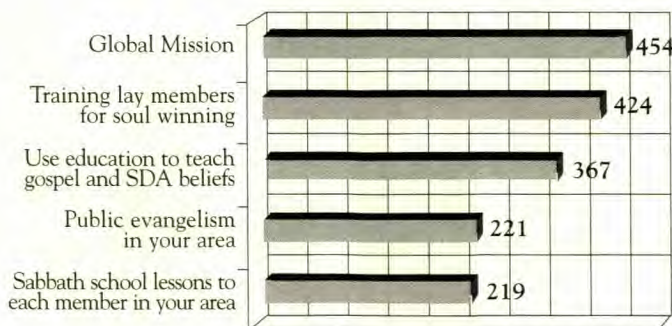 Global Mission
454
Training lay members
for soul winning
424
Use education to teach
gospel and SDA beliefs
367
Public evangelism
in your area
221
Sabbath school lessons to
each member in your area
219